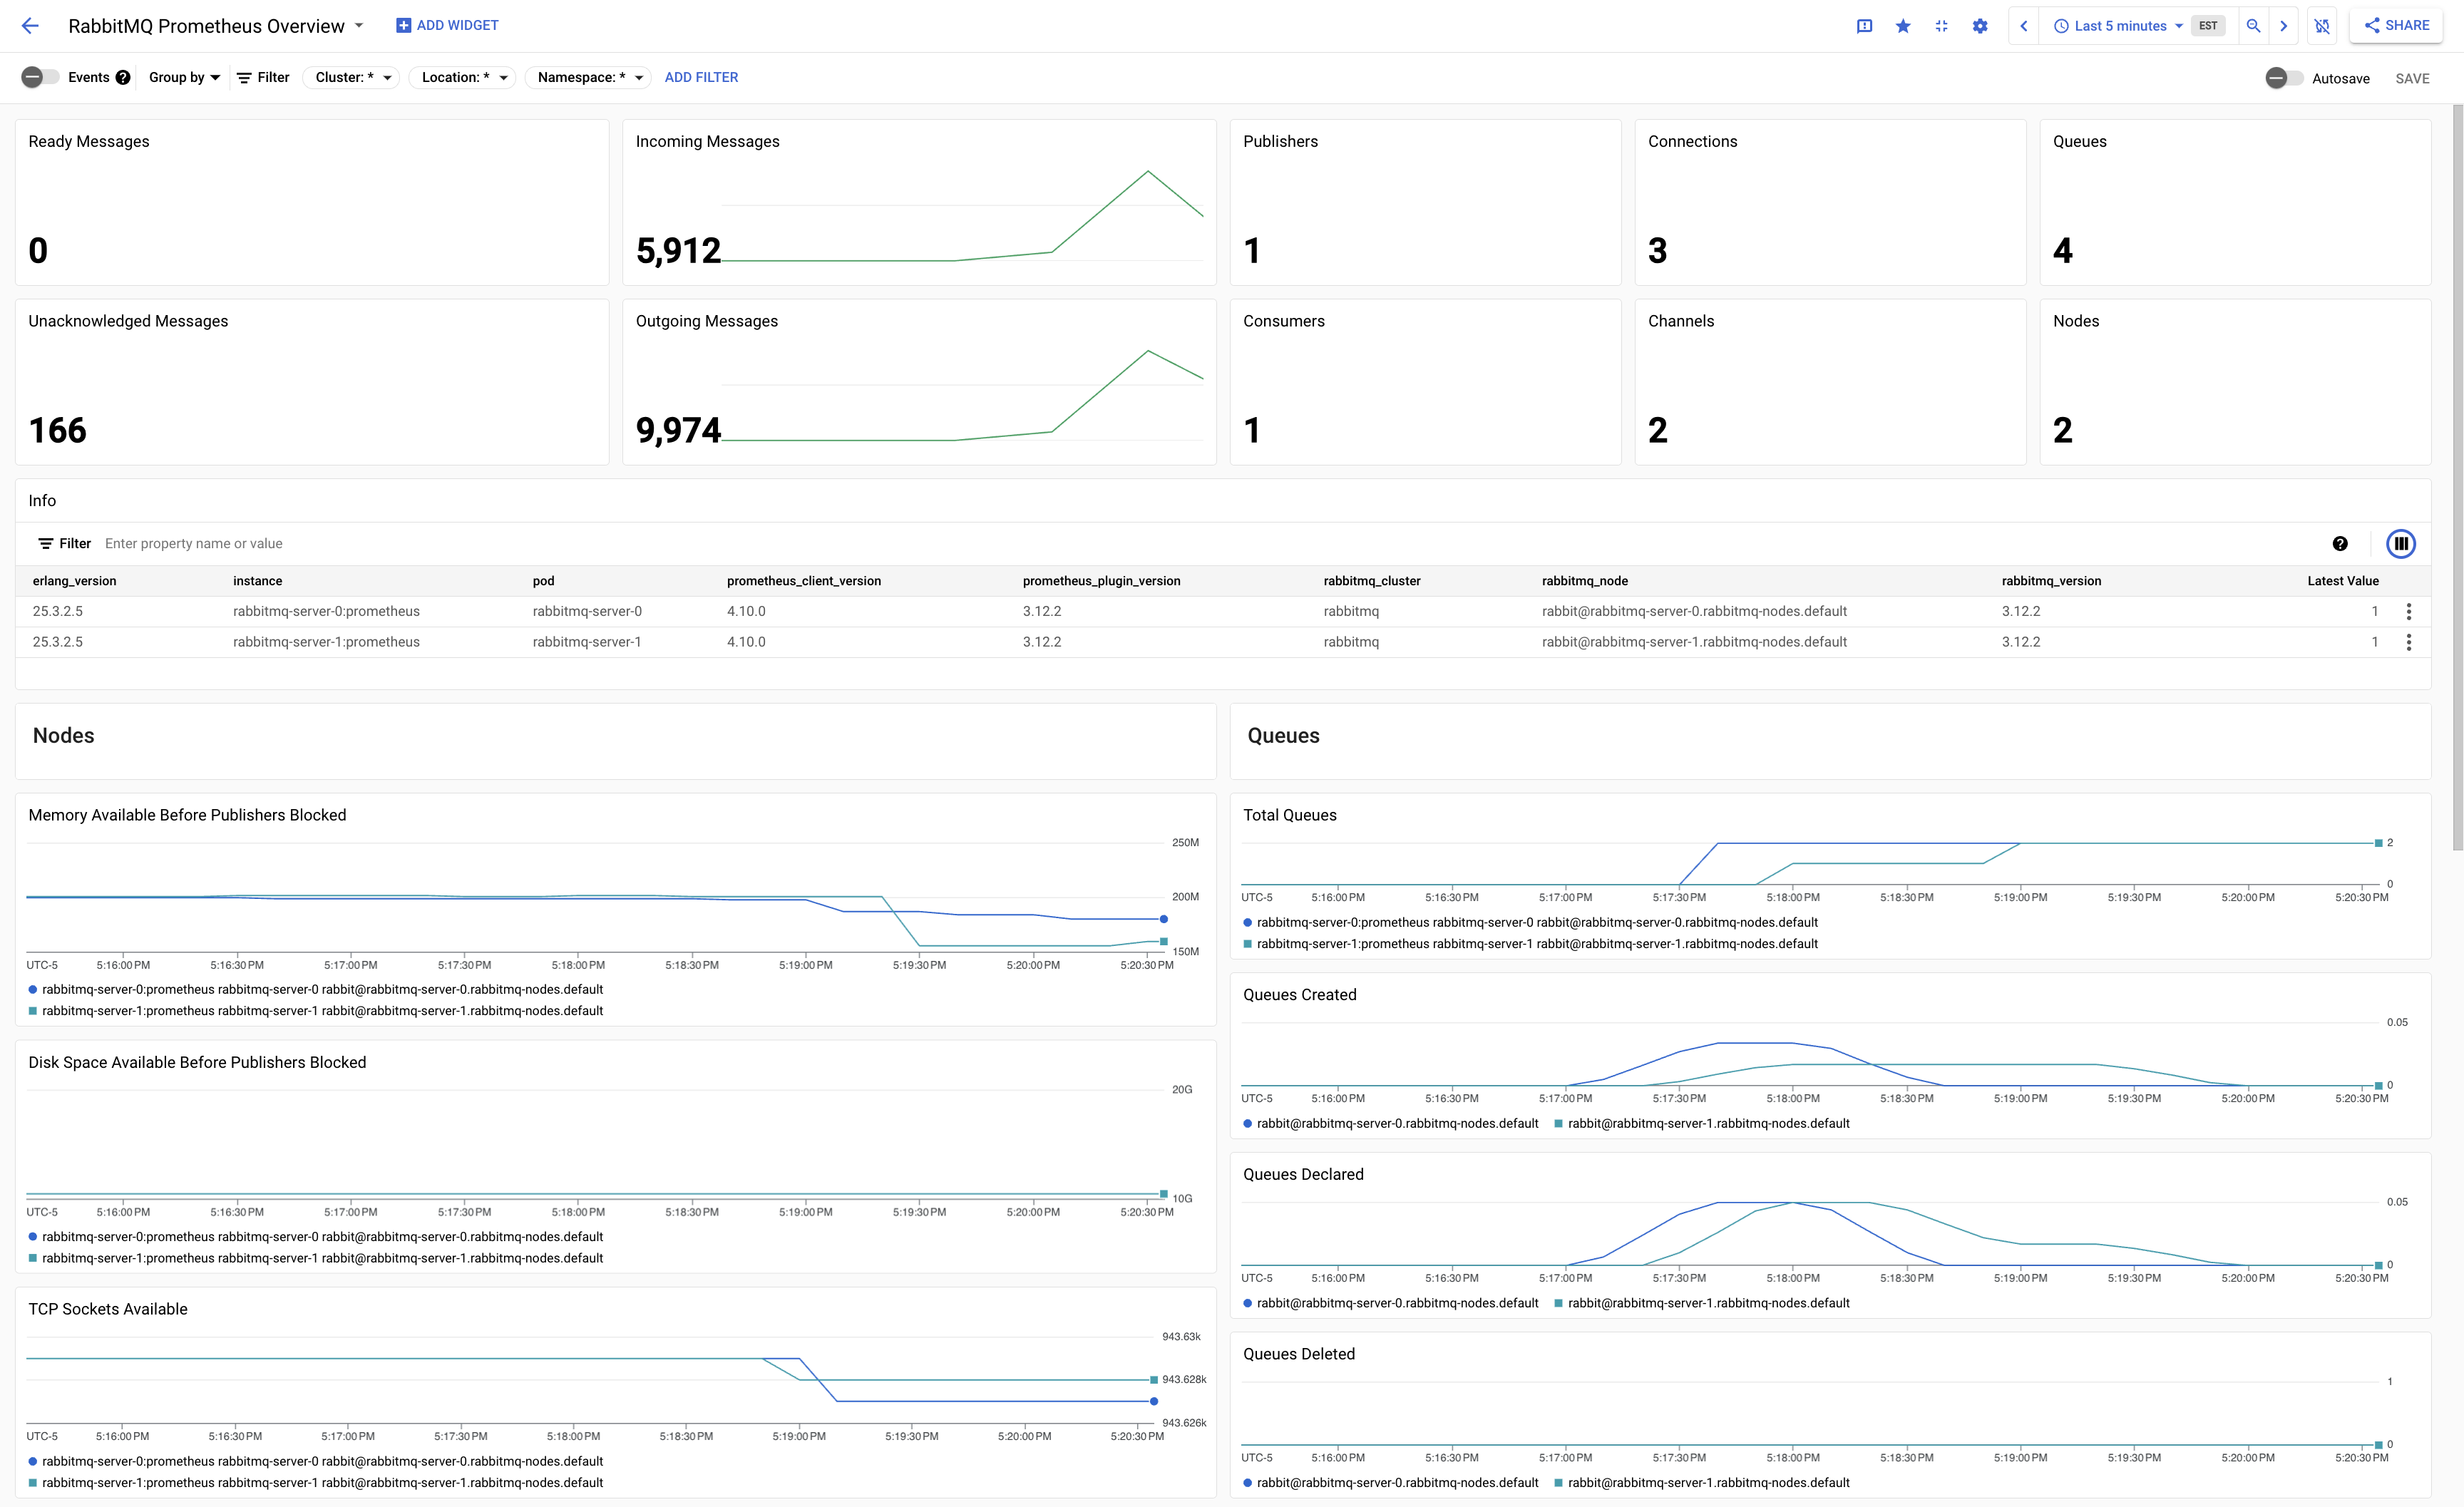 RabbitMQ Prometheus Overview
ADD WIDGET
Last 5 minutes
EST
SHARE
Events
Group by
Filter
Cluster: *
Location: *
Namespace: *
ADD FILTER
Autosave
SAVE
Ready Messages
0
Incoming Messages
5,912
Publishers
1
Connections
3
Queues
4
Unacknowledged Messages
166
Outgoing Messages
9,974
Consumers
1
Channels
2
Nodes
2
Info
Filter Enter property name or value
erlang_version instance pod prometheus_client_version prometheus_plugin_version rabbitmq_cluster rabbitmq_node rabbitmq_version Latest Value
25.3.2.5 rabbitmq-server-0:prometheus rabbitmq-server-0 4.10.0 3.12.2 rabbitmq rabbit@rabbitmq-server-0.rabbitmq-nodes.default 3.12.2 1
25.3.2.5 rabbitmq-server-1:prometheus rabbitmq-server-1 4.10.0 3.12.2 rabbitmq rabbit@rabbitmq-server-1.rabbitmq-nodes.default 3.12.2 1
Nodes
Memory Available Before Publishers Blocked
250M
200M
150M
UTC-5 5:16:00 PM 5:16:30 PM 5:17:00 PM 5:17:30 PM 5:18:00 PM 5:18:30 PM 5:19:00 PM 5:19:30 PM 5:20:00 PM 5:20:30 PM
rabbitmq-server-0:prometheus rabbitmq-server-0 rabbit@rabbitmq-server-0.rabbitmq-nodes.default
rabbitmq-server-1:prometheus rabbitmq-server-1 rabbit@rabbitmq-server-1.rabbitmq-nodes.default
Disk Space Available Before Publishers Blocked
20G
10G
UTC-5 5:16:00 PM 5:16:30 PM 5:17:00 PM 5:17:30 PM 5:18:00 PM 5:18:30 PM 5:19:00 PM 5:19:30 PM 5:20:00 PM 5:20:30 PM
rabbitmq-server-0:prometheus rabbitmq-server-0 rabbit@rabbitmq-server-0.rabbitmq-nodes.default
rabbitmq-server-1:prometheus rabbitmq-server-1 rabbit@rabbitmq-server-1.rabbitmq-nodes.default
TCP Sockets Available
943.63k
943.628k
943.626k
UTC-5 5:16:00 PM 5:16:30 PM 5:17:00 PM 5:17:30 PM 5:18:00 PM 5:18:30 PM 5:19:00 PM 5:19:30 PM 5:20:00 PM 5:20:30 PM
rabbitmq-server-0:prometheus rabbitmq-server-0 rabbit@rabbitmq-server-0.rabbitmq-nodes.default
rabbitmq-server-1:prometheus rabbitmq-server-1 rabbit@rabbitmq-server-1.rabbitmq-nodes.default
Queues
Total Queues
2
0
UTC-5 5:16:00 PM 5:16:30 PM 5:17:00 PM 5:17:30 PM 5:18:00 PM 5:18:30 PM 5:19:00 PM 5:19:30 PM 5:20:00 PM 5:20:30 PM
rabbitmq-server-0:prometheus rabbitmq-server-0 rabbit@rabbitmq-server-0.rabbitmq-nodes.default
rabbitmq-server-1:prometheus rabbitmq-server-1 rabbit@rabbitmq-server-1.rabbitmq-nodes.default
Queues Created
0.05
0
UTC-5 5:16:00 PM 5:16:30 PM 5:17:00 PM 5:17:30 PM 5:18:00 PM 5:18:30 PM 5:19:00 PM 5:19:30 PM 5:20:00 PM 5:20:30 PM
rabbit@rabbitmq-server-0.rabbitmq-nodes.default rabbit@rabbitmq-server-1.rabbitmq-nodes.default
Queues Declared
0.05
0
UTC-5 5:16:00 PM 5:16:30 PM 5:17:00 PM 5:17:30 PM 5:18:00 PM 5:18:30 PM 5:19:00 PM 5:19:30 PM 5:20:00 PM 5:20:30 PM
rabbit@rabbitmq-server-0.rabbitmq-nodes.default rabbit@rabbitmq-server-1.rabbitmq-nodes.default
Queues Deleted
1
0
UTC-5 5:16:00 PM 5:16:30 PM 5:17:00 PM 5:17:30 PM 5:18:00 PM 5:18:30 PM 5:19:00 PM 5:19:30 PM 5:20:00 PM 5:20:30 PM
rabbit@rabbitmq-server-0.rabbitmq-nodes.default rabbit@rabbitmq-server-1.rabbitmq-nodes.default